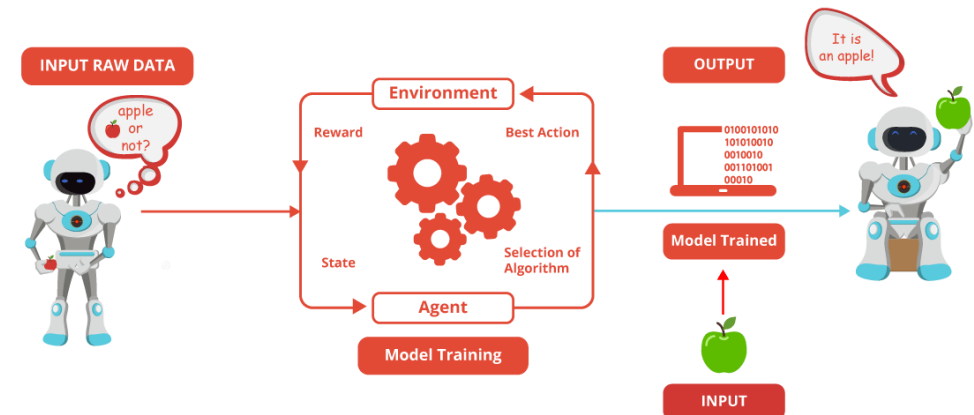 INPUT RAW DATA
apple
or
not?
Environment
Reward
Best Action
State
Selection of
Algorithm
Agent
Model Training
OUTPUT
0100101010
101010010
0010010
001101001
00010
Model Trained
INPUT
It is
an apple!